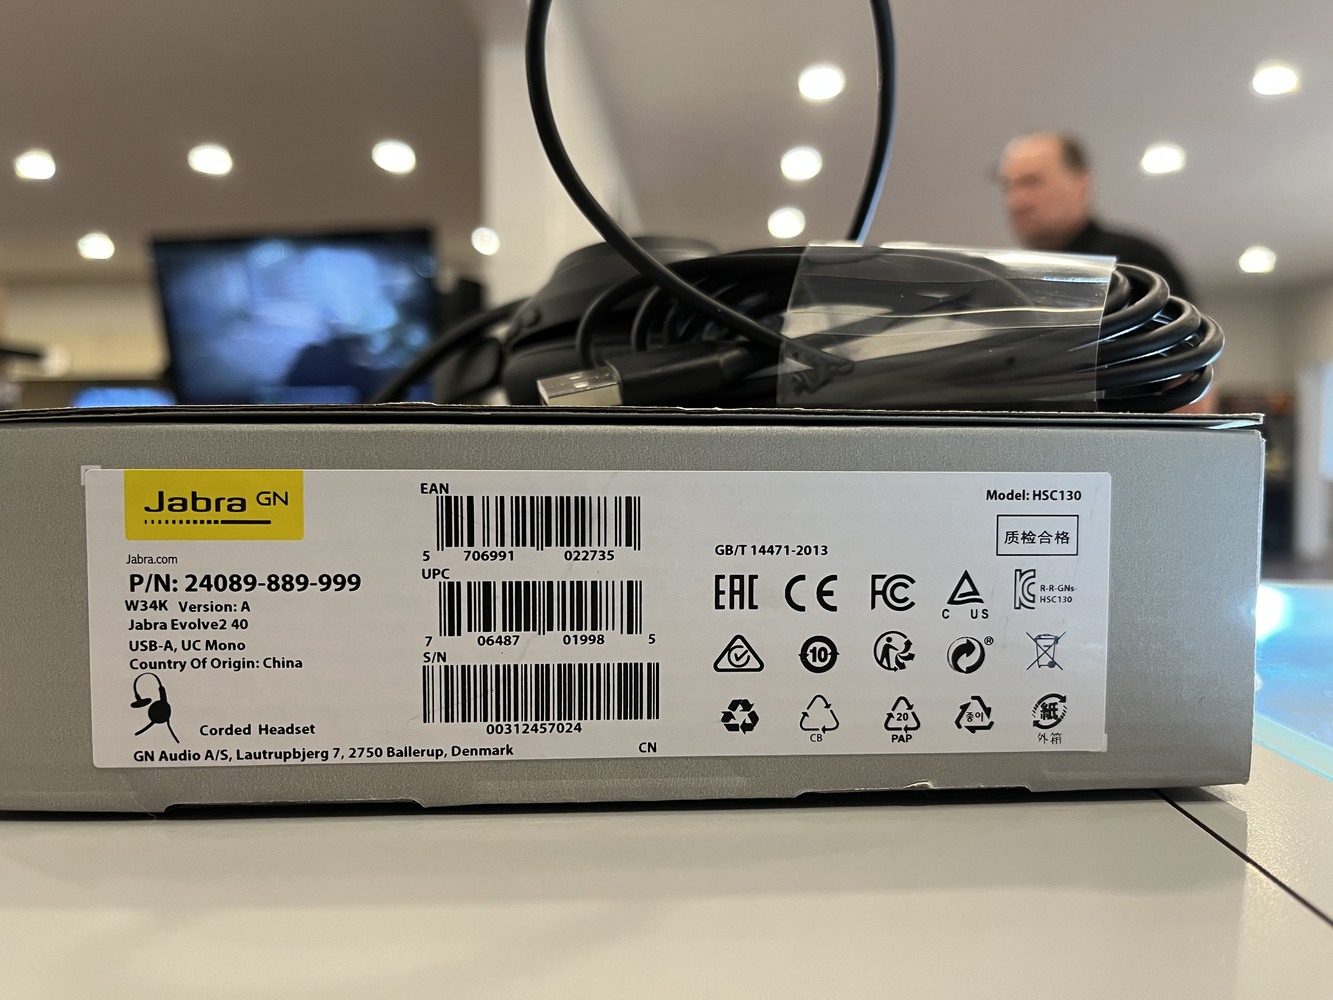 Jabra GN
Jabra.com
P/N: 24089-889-999
W34K Version: A
Jabra Evolve2 40
USB-A, UC Mono
Country Of Origin: China
Corded Headset
GN Audio A/S, Lautrupbjerg 7, 2750 Ballerup, Denmark
EAN
5 706991 022735
UPC
7 06487 01998 5
S/N
00312457024
CN
Model: HSC130
质检合格
GB/T 14471-2013
EAC CE FC
C US
R-R-GNs-
HSC130
10
®
CB
20
PAP
종이
紙
外箱